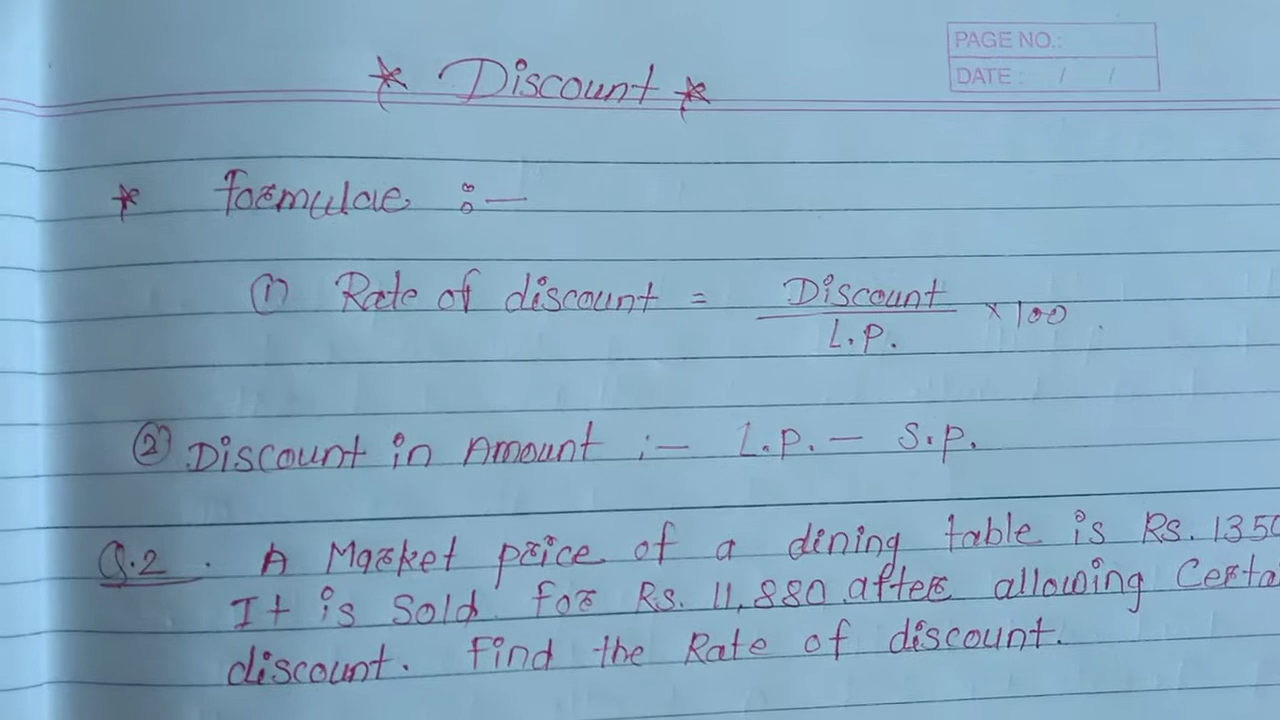 PAGE NO.:
DATE : / /
* Discount *
* Formulae :—
① Rate of discount = Discount / L.P. × 100
② Discount in Amount :- L.P. - S.P.
Q.2. A Market price of a dining table is Rs. 1350
It is Sold for Rs. 11,880 after allowing Certa
discount. Find the Rate of discount.